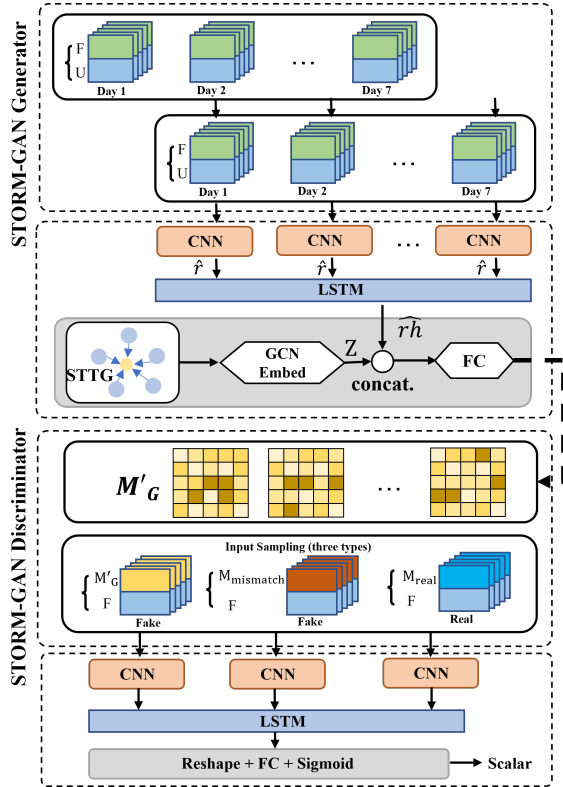 STORM-GAN Generator
F
U
Day 1
Day 2
...
Day 7
F
U
Day 1
Day 2
...
Day 7
CNN
CNN
...
CNN
r̂
r̂
r̂
LSTM
r͡h
STTG
GCN
Embed
Z
concat.
FC
STORM-GAN Discriminator
M'G
...
Input Sampling (three types)
M'G
F
Fake
Mmismatch
F
Fake
Mreal
F
Real
CNN
CNN
CNN
LSTM
Reshape + FC + Sigmoid
Scalar